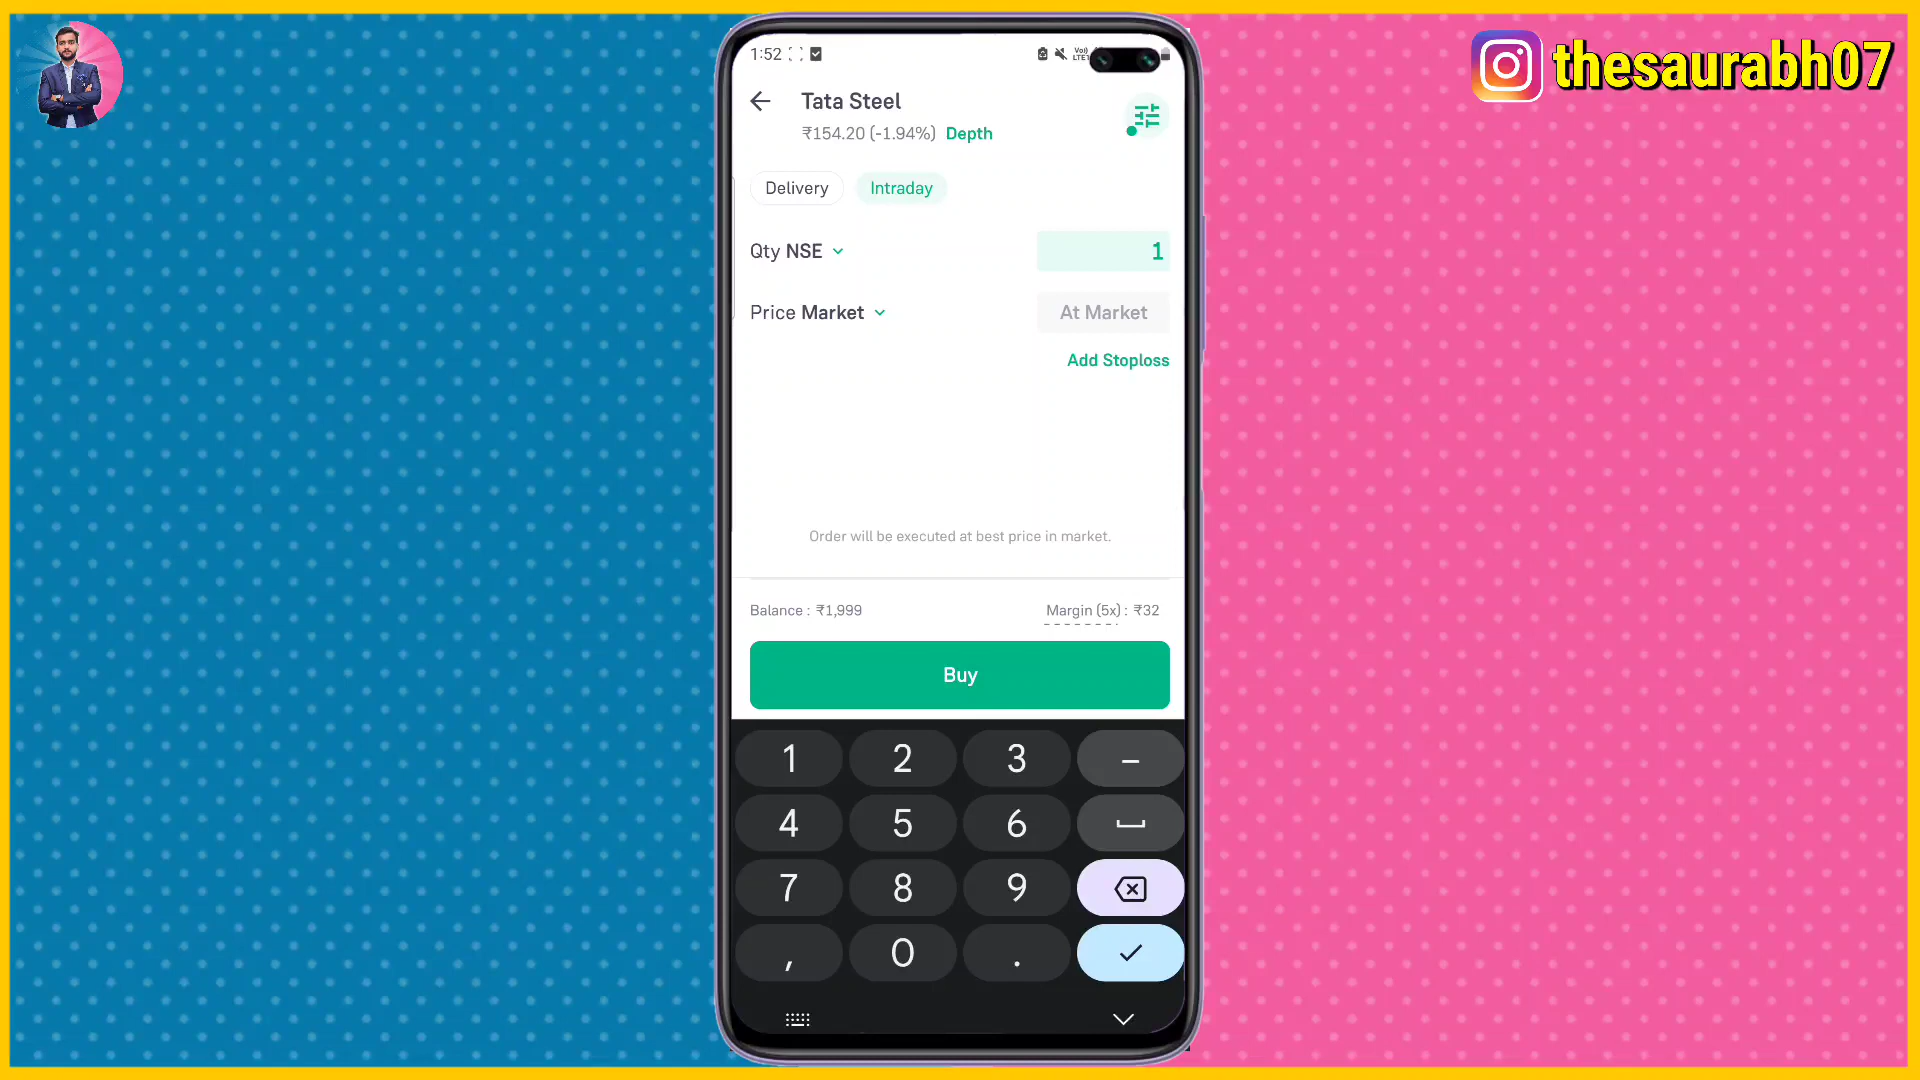 thesaurabh07
1:52
Vo)
LTE1
Tata Steel
₹154.20 (-1.94%) Depth
Delivery Intraday
Qty NSE 1
Price Market At Market
Add Stoploss
Order will be executed at best price in market.
Balance : ₹1,999 Margin (5x) : ₹32
Buy
1 2 3 –
4 5 6
7 8 9
, 0 .